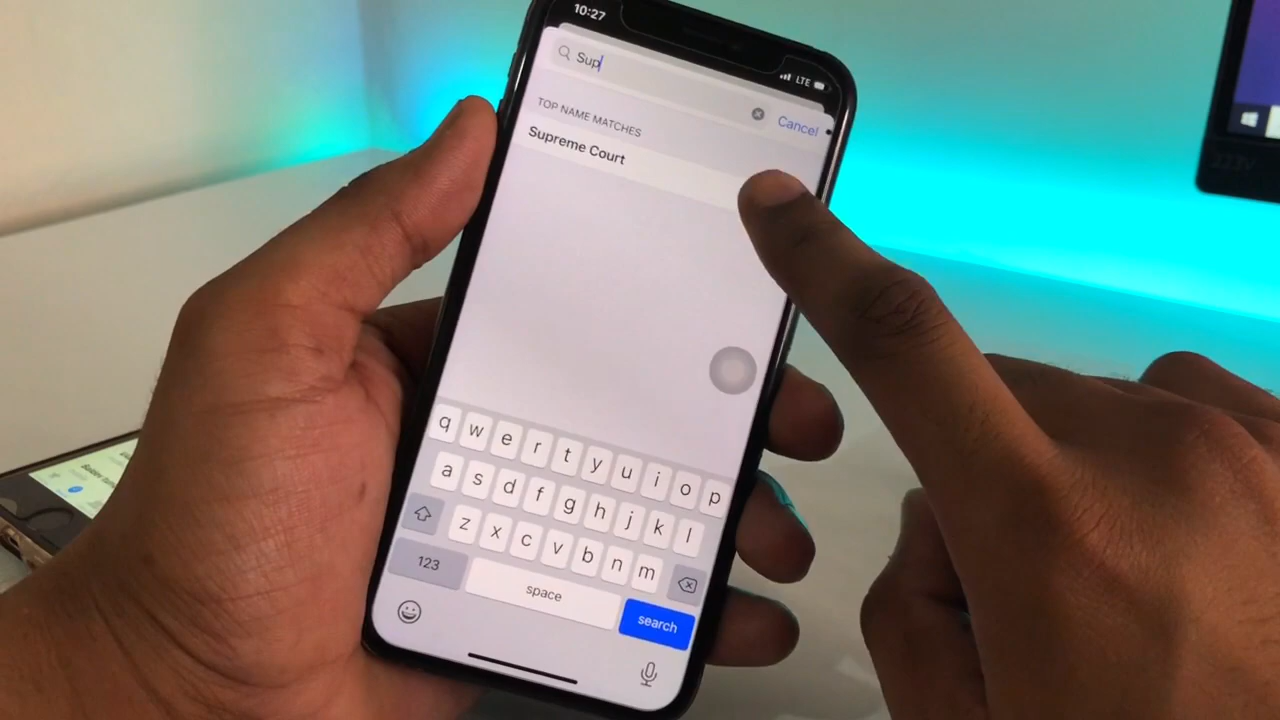 10:27
LTE
Sup
Cancel
TOP NAME MATCHES
Supreme Court
q w e r t y u i o p
a s d f g h j k l
z x c v b n m
123
space
search